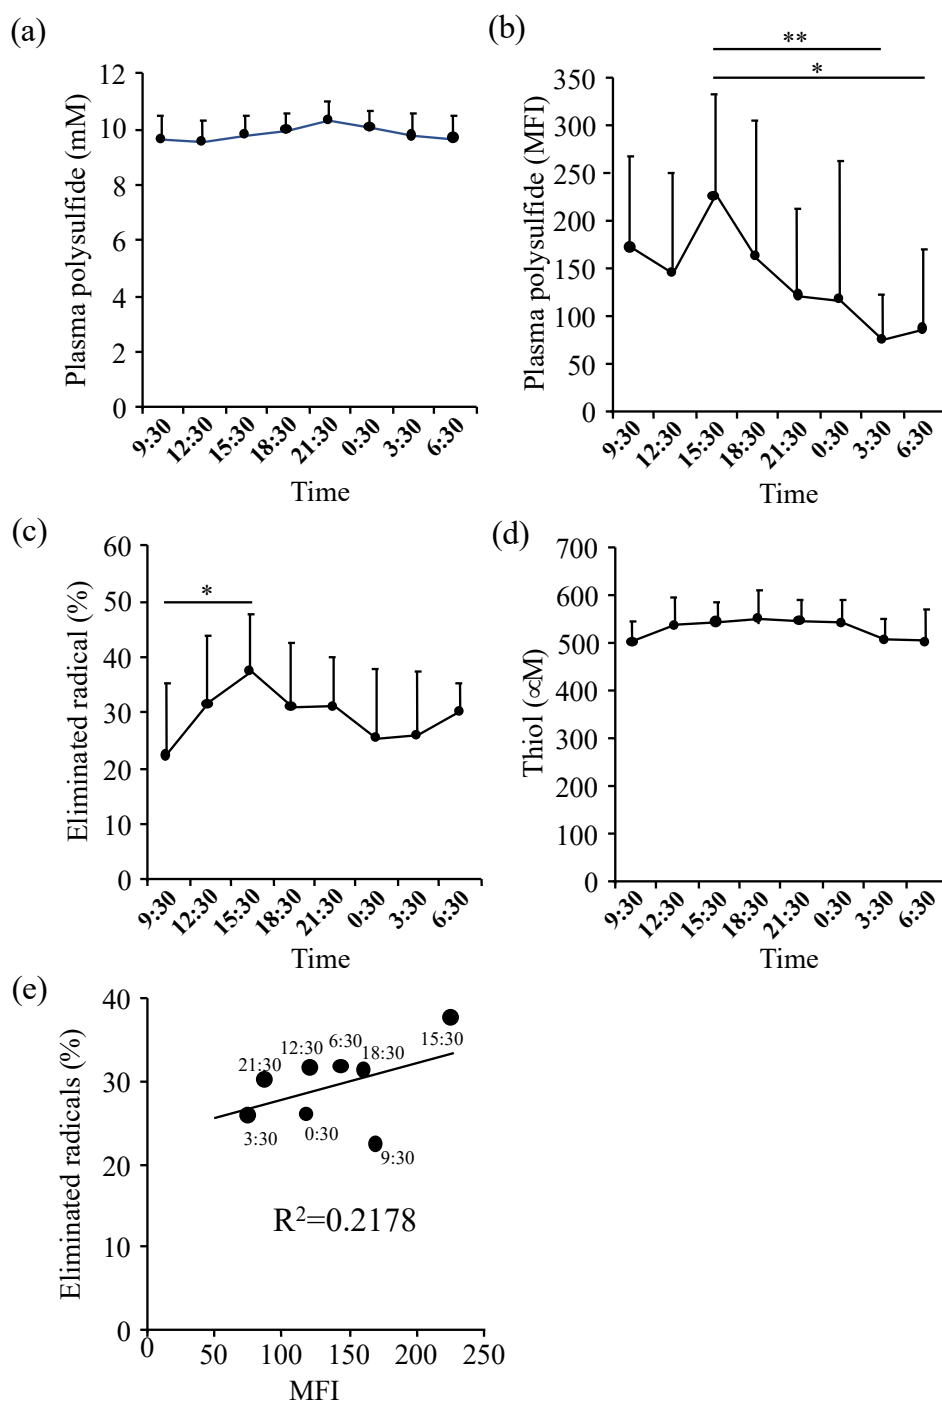 (a)
Plasma polysulfide (mM)
12
10
8
6
4
2
0
9:30 12:30 15:30 18:30 21:30 0:30 3:30 6:30
Time
(b)
**
*
Plasma polysulfide (MFI)
350
300
250
200
150
100
50
0
9:30 12:30 15:30 18:30 21:30 0:30 3:30 6:30
Time
(c)
*
Eliminated radical (%)
60
50
40
30
20
10
0
9:30 12:30 15:30 18:30 21:30 0:30 3:30 6:30
Time
(d)
Thiol (∝M)
700
600
500
400
300
200
100
0
9:30 12:30 15:30 18:30 21:30 0:30 3:30 6:30
Time
(e)
Eliminated radicals (%)
40
30
20
10
0
21:30 12:30 6:30 18:30 15:30
3:30 0:30 9:30
R²=0.2178
0 50 100 150 200 250
MFI